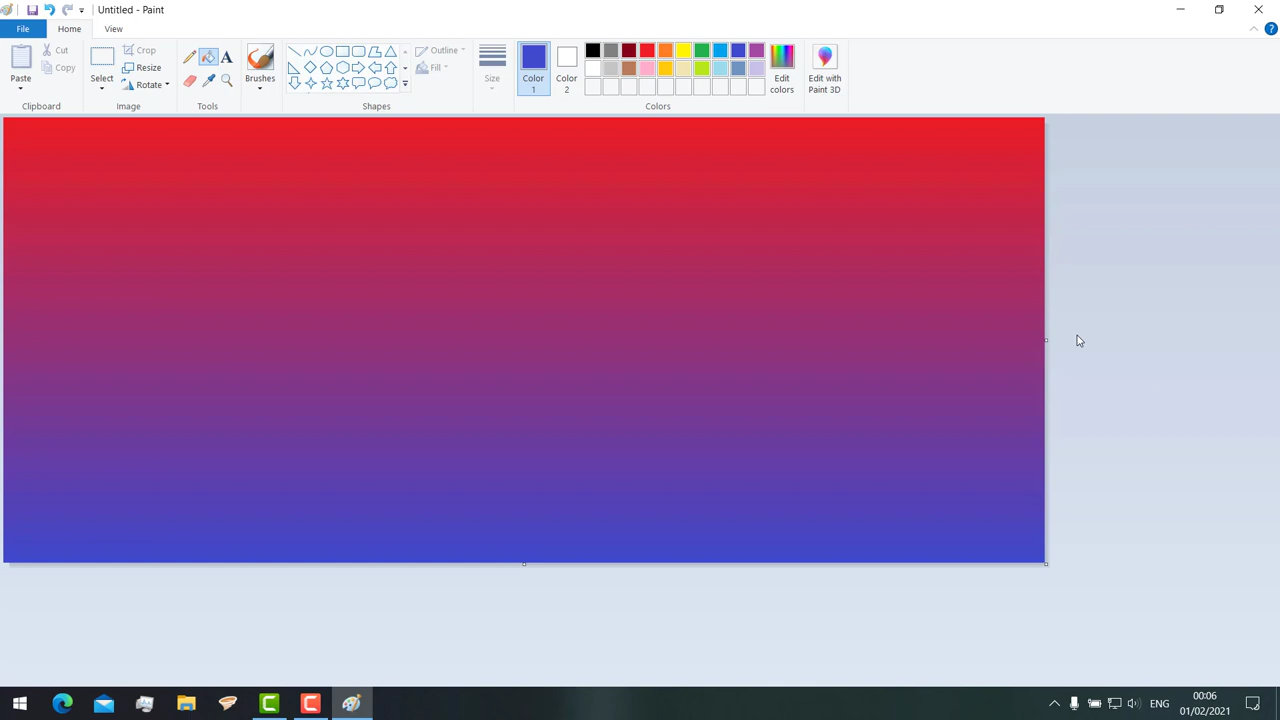 Untitled - Paint
File Home View
Paste
Cut
Copy
Clipboard
Select
Crop
Resize
Rotate
Image
A
Tools
Brushes
Outline
Fill
Shapes
Size
Color 1
Color 2
Edit colors
Colors
Edit with Paint 3D
ENG
00:06
01/02/2021